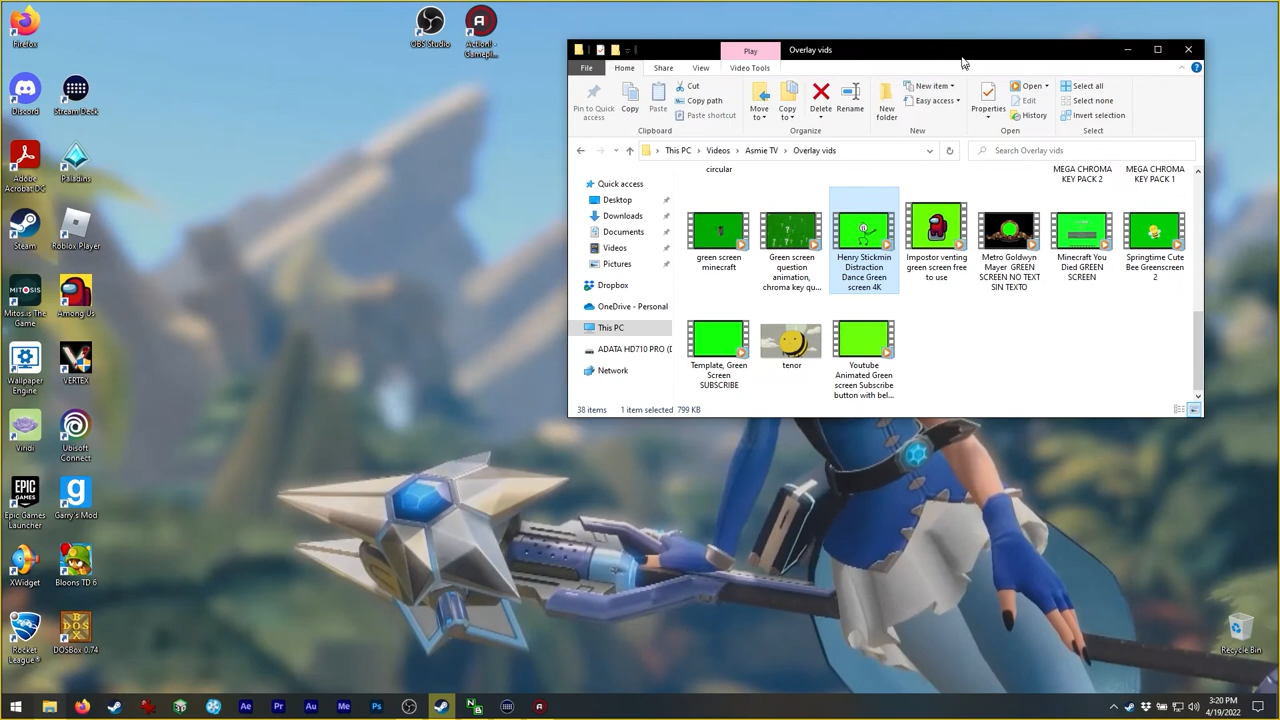 Firefox
OBS Studio
Action! -
Gamepl...
Discord
Stream Deck
Adobe
Acrobat DC
Paladins
Steam
Roblox Player
Mitos.is The
Game
Among Us
Wallpaper
Engine
VERTEX
Viridi
Ubisoft
Connect
Epic Games
Launcher
Garry's Mod
XWidget
Bloons TD 6
Rocket
League®
DOSBox 0.74
Play
Overlay vids
File
Home
Share
View
Video Tools
Pin to Quick
access
Copy
Paste
Cut
Copy path
Paste shortcut
Clipboard
Move
to
Copy
to
Delete
Rename
Organize
New
folder
New item
Easy access
New
Properties
Open
Edit
History
Open
Select all
Select none
Invert selection
Select
This PC
Videos
Asmie TV
Overlay vids
Search Overlay vids
Quick access
Desktop
Downloads
Documents
Videos
Pictures
Dropbox
OneDrive - Personal
This PC
ADATA HD710 PRO (D
Network
circular
MEGA CHROMA
KEY PACK 2
MEGA CHROMA
KEY PACK 1
green screen
minecraft
Green screen
question
animation,
chroma key qu...
Henry Stickmin
Distraction
Dance Green
screen 4K
Impostor venting
green screen free
to use
Metro Goldwyn
Mayer GREEN
SCREEN NO TEXT
SIN TEXTO
Minecraft You
Died GREEN
SCREEN
Springtime Cute
Bee Greenscreen
2
Template, Green
Screen
SUBSCRIBE
tenor
Youtube
Animated Green
screen Subscribe
button with bel...
38 items
1 item selected 799 KB
Recycle Bin
Ae
Pr
Au
Me
Ps
3:20 PM
4/19/2022